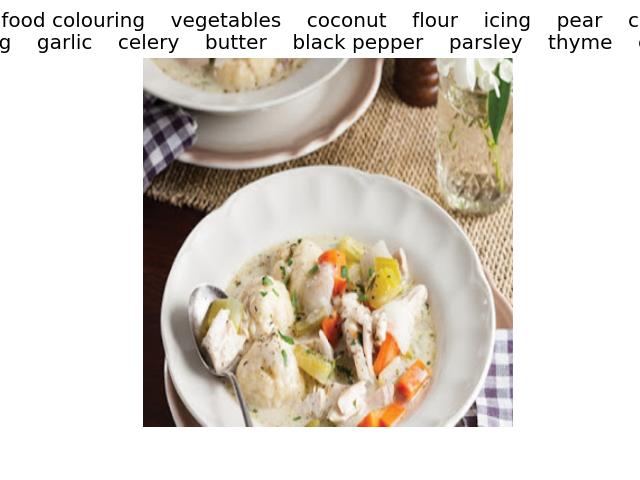 food colouring vegetables coconut flour icing pear
garlic celery butter black pepper parsley thyme